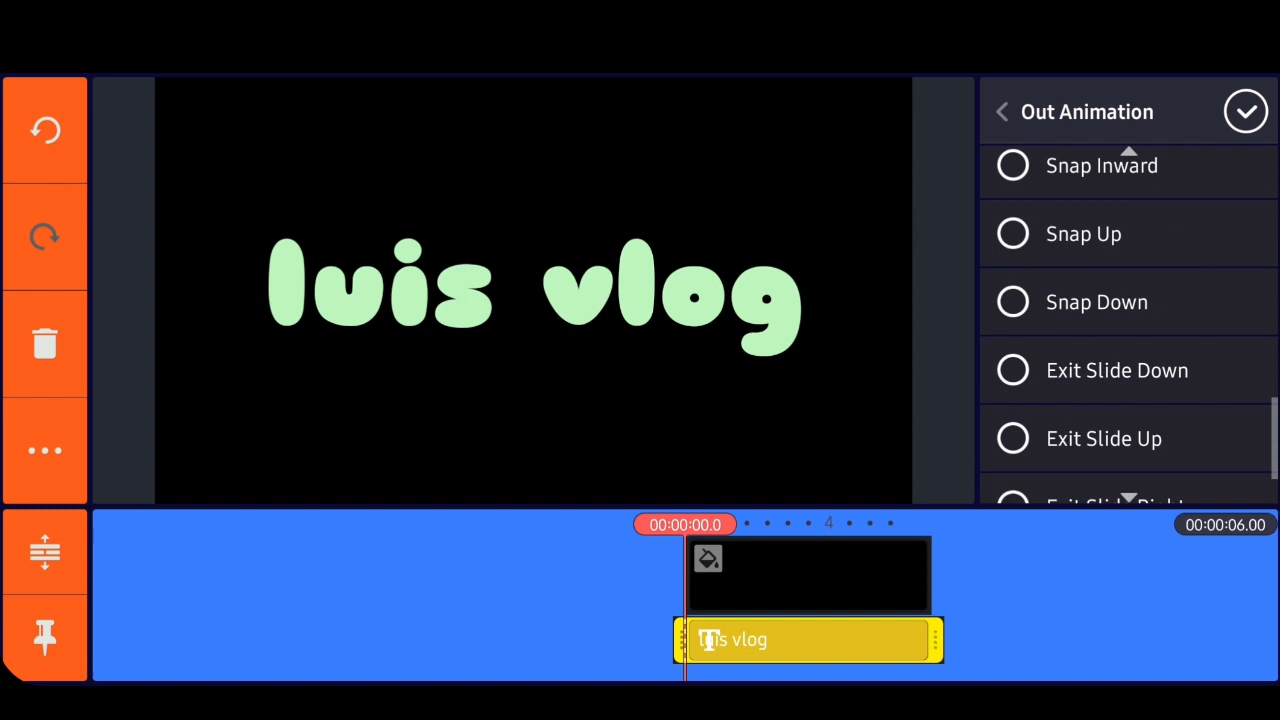 Out Animation
Snap Inward
Snap Up
Snap Down
Exit Slide Down
Exit Slide Up
luis vlog
00:00:00.0
4
00:00:06.00
T
luis vlog